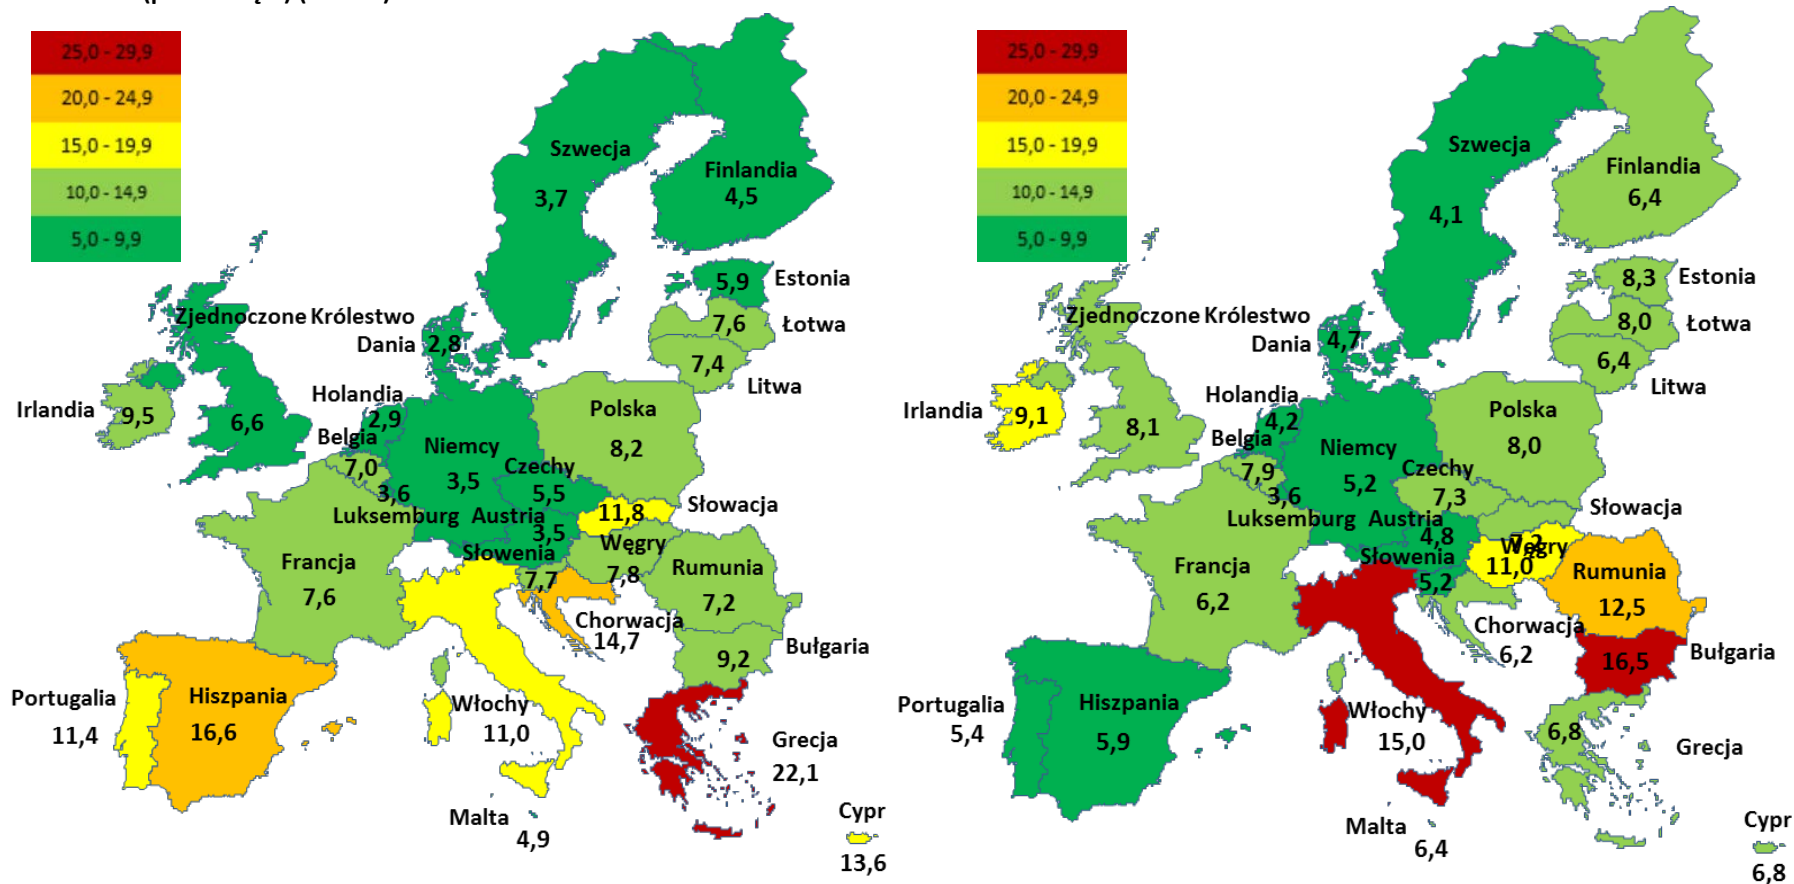 25,0 - 29,9
20,0 - 24,9
15,0 - 19,9
10,0 - 14,9
5,0 - 9,9
Szwecja
3,7
Finlandia
4,5
5,9
Estonia
7,6
Łotwa
7,4
Litwa
Zjednoczone Królestwo
Dania
2,8
Irlandia
9,5
6,6
Holandia
2,9
Belgia
7,0
Niemcy
3,5
Polska
8,2
Czechy
5,5
3,6
Luksemburg
Austria
3,5
11,8
Słowacja
Słowenia
7,7
Węgry
7,8
Francja
7,6
Rumunia
7,2
Chorwacja
14,7
9,2
Bułgaria
Portugalia
11,4
Hiszpania
16,6
Włochy
11,0
Grecja
22,1
Malta
4,9
Cypr
13,6
25,0 - 29,9
20,0 - 24,9
15,0 - 19,9
10,0 - 14,9
5,0 - 9,9
Szwecja
4,1
Finlandia
6,4
8,3
Estonia
8,0
Łotwa
6,4
Litwa
Zjednoczone Królestwo
Dania
4,7
Irlandia
9,1
8,1
Holandia
4,2
Belgia
7,9
Niemcy
5,2
Polska
8,0
Czechy
7,3
3,6
Luksemburg
Austria
4,8
Słowacja
7,2
Słowenia
5,2
Węgry
11,0
Francja
6,2
Rumunia
12,5
Chorwacja
6,2
16,5
Bułgaria
Portugalia
5,4
Hiszpania
5,9
Włochy
15,0
6,8
Grecja
Malta
6,4
Cypr
6,8